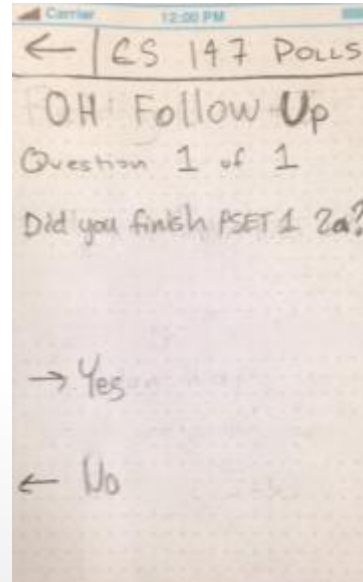 Carrier 12:00 PM
← | CS 147 POLLS
OH Follow Up
Question 1 of 1
Did you finish PSET 1 2a?
→ Yes
← No